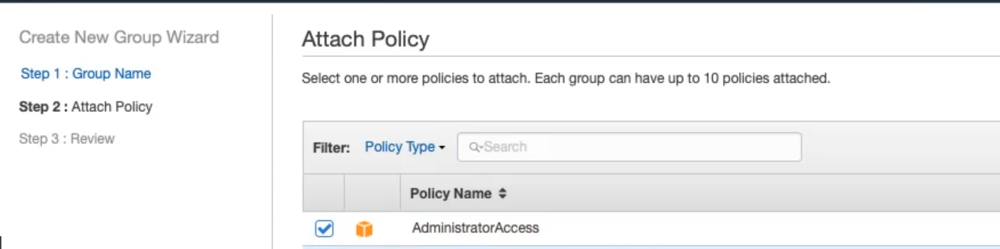 Create New Group Wizard
Step 1 : Group Name
Step 2 : Attach Policy
Step 3 : Review
Attach Policy
Select one or more policies to attach. Each group can have up to 10 policies attached.
Filter: Policy Type Search
Policy Name
AdministratorAccess